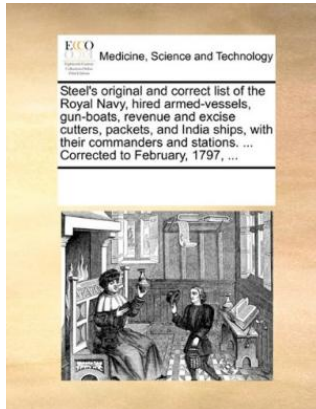 ECCO
Medicine, Science and Technology
Steel's original and correct list of the
Royal Navy, hired armed-vessels,
gun-boats, revenue and excise
cutters, packets, and India ships, with
their commanders and stations. ...
Corrected to February, 1797, ...